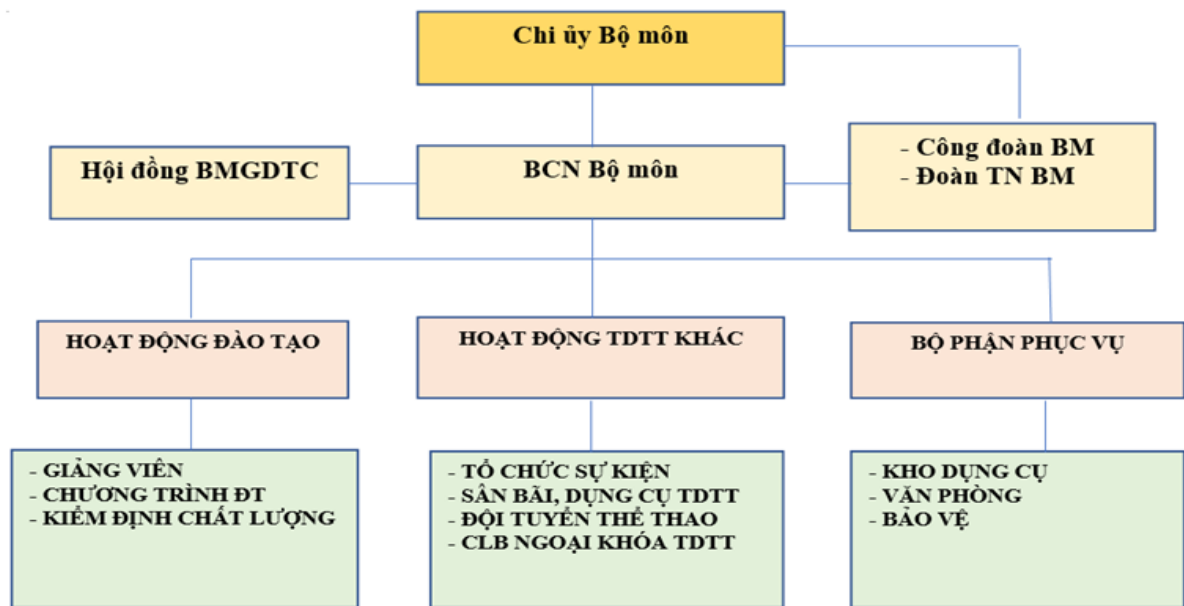 Chi ủy Bộ môn
Hội đồng BMGDTC
BCN Bộ môn
- Công đoàn BM
- Đoàn TN BM
HOẠT ĐỘNG ĐÀO TẠO
HOẠT ĐỘNG TDTT KHÁC
BỘ PHẬN PHỤC VỤ
- GIẢNG VIÊN
- CHƯƠNG TRÌNH ĐT
- KIỂM ĐỊNH CHẤT LƯỢNG
- TỔ CHỨC SỰ KIỆN
- SÂN BÃI, DỤNG CỤ TDTT
- ĐỘI TUYỂN THỂ THAO
- CLB NGOẠI KHÓA TDTT
- KHO DỤNG CỤ
- VĂN PHÒNG
- BẢO VỆ